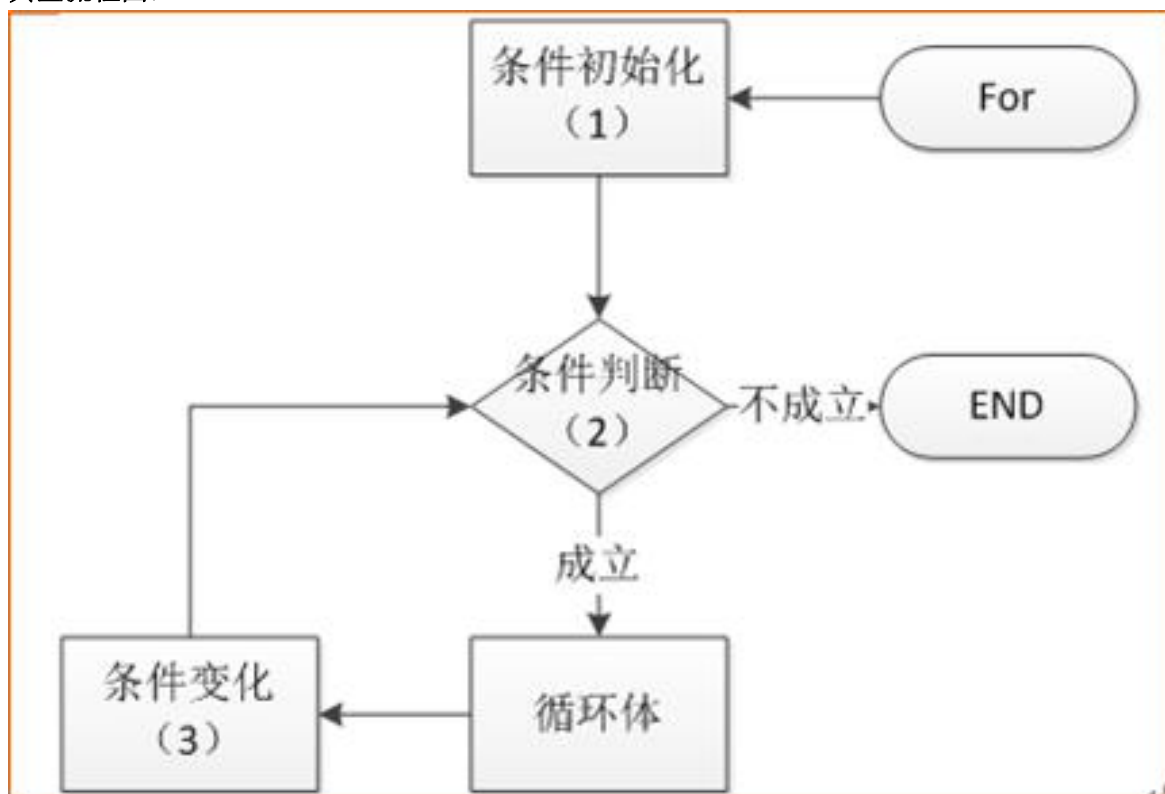 条件初始化
（1）
For
条件判断
（2）
不成立
END
成立
条件变化
（3）
循环体